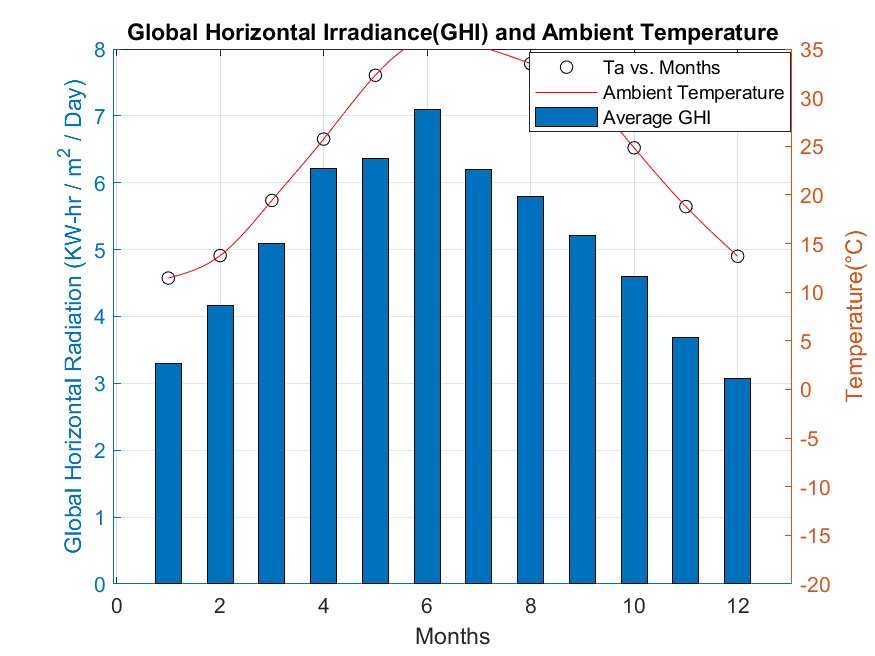 Global Horizontal Irradiance(GHI) and Ambient Temperature
Ta vs. Months
Ambient Temperature
Average GHI
Global Horizontal Radiation (KW-hr / m² / Day)
8
7
6
5
4
3
2
1
0
35
30
25
20
15
10
5
0
-5
-10
-15
-20
Temperature(°C)
0 2 4 6 8 10 12
Months